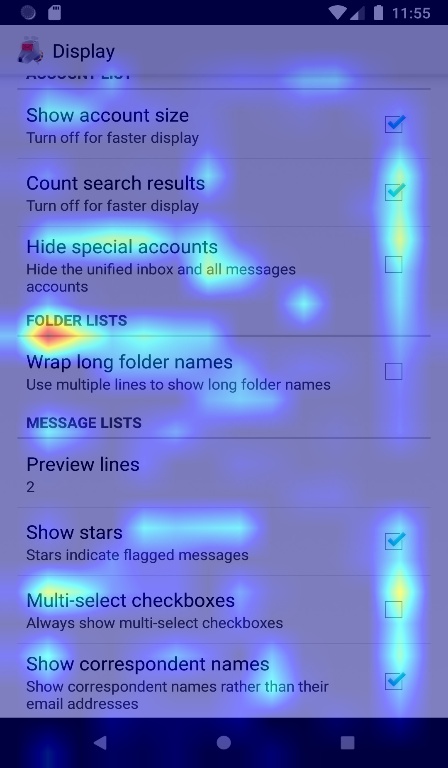 11:55
Display
ACCOUNT LIST
Show account size
Turn off for faster display
Count search results
Turn off for faster display
Hide special accounts
Hide the unified inbox and all messages
accounts
FOLDER LISTS
Wrap long folder names
Use multiple lines to show long folder names
MESSAGE LISTS
Preview lines
2
Show stars
Stars indicate flagged messages
Multi-select checkboxes
Always show multi-select checkboxes
Show correspondent names
Show correspondent names rather than their
email addresses